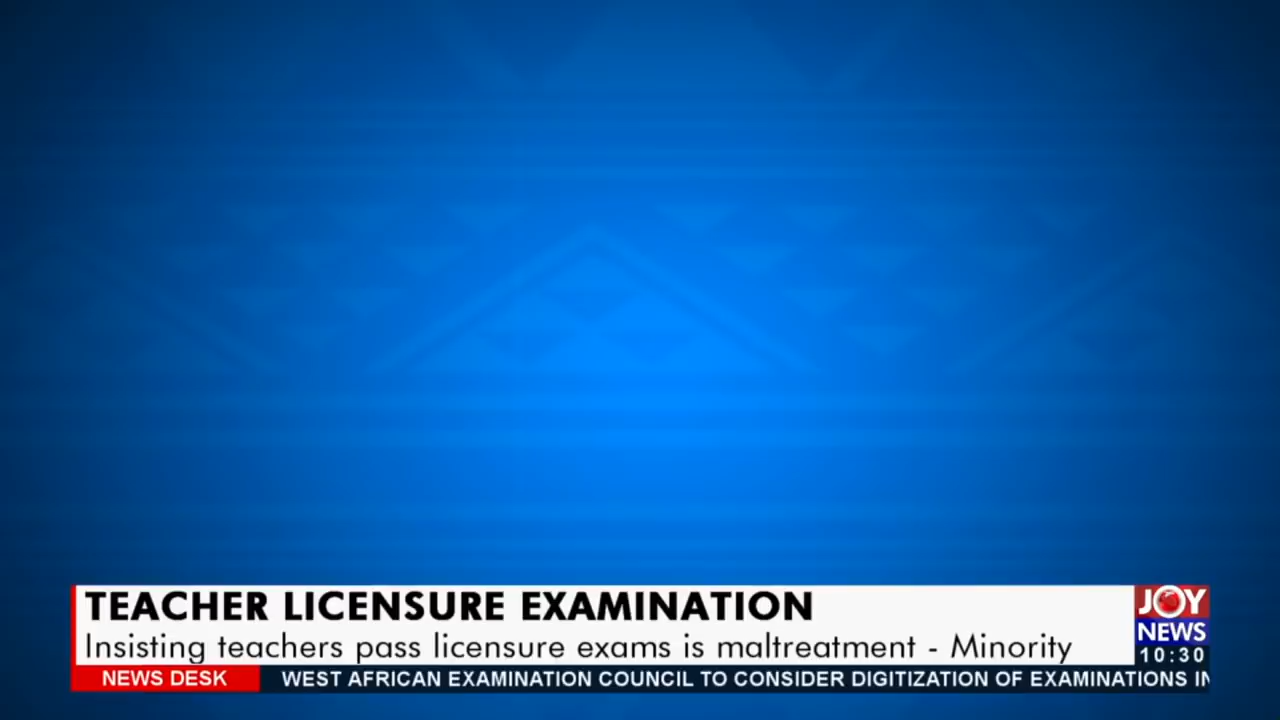 TEACHER LICENSURE EXAMINATION
Insisting teachers pass licensure exams is maltreatment - Minority
JOY
NEWS
10:30
NEWS DESK
WEST AFRICAN EXAMINATION COUNCIL TO CONSIDER DIGITIZATION OF EXAMINATIONS IN